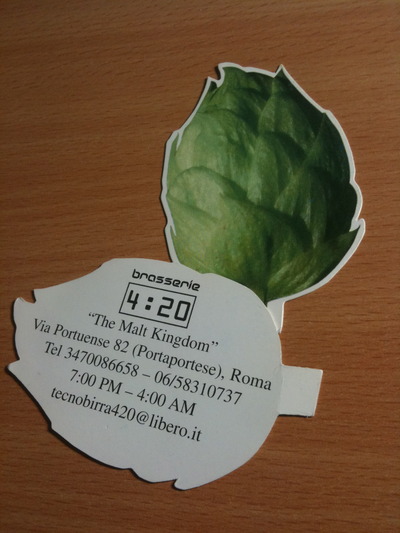 brasserie
4:20
“The Malt Kingdom”
Via Portuense 82 (Portaportese), Roma
Tel 3470086658 – 06/58310737
7:00 PM – 4:00 AM
tecnobirra420@libero.it